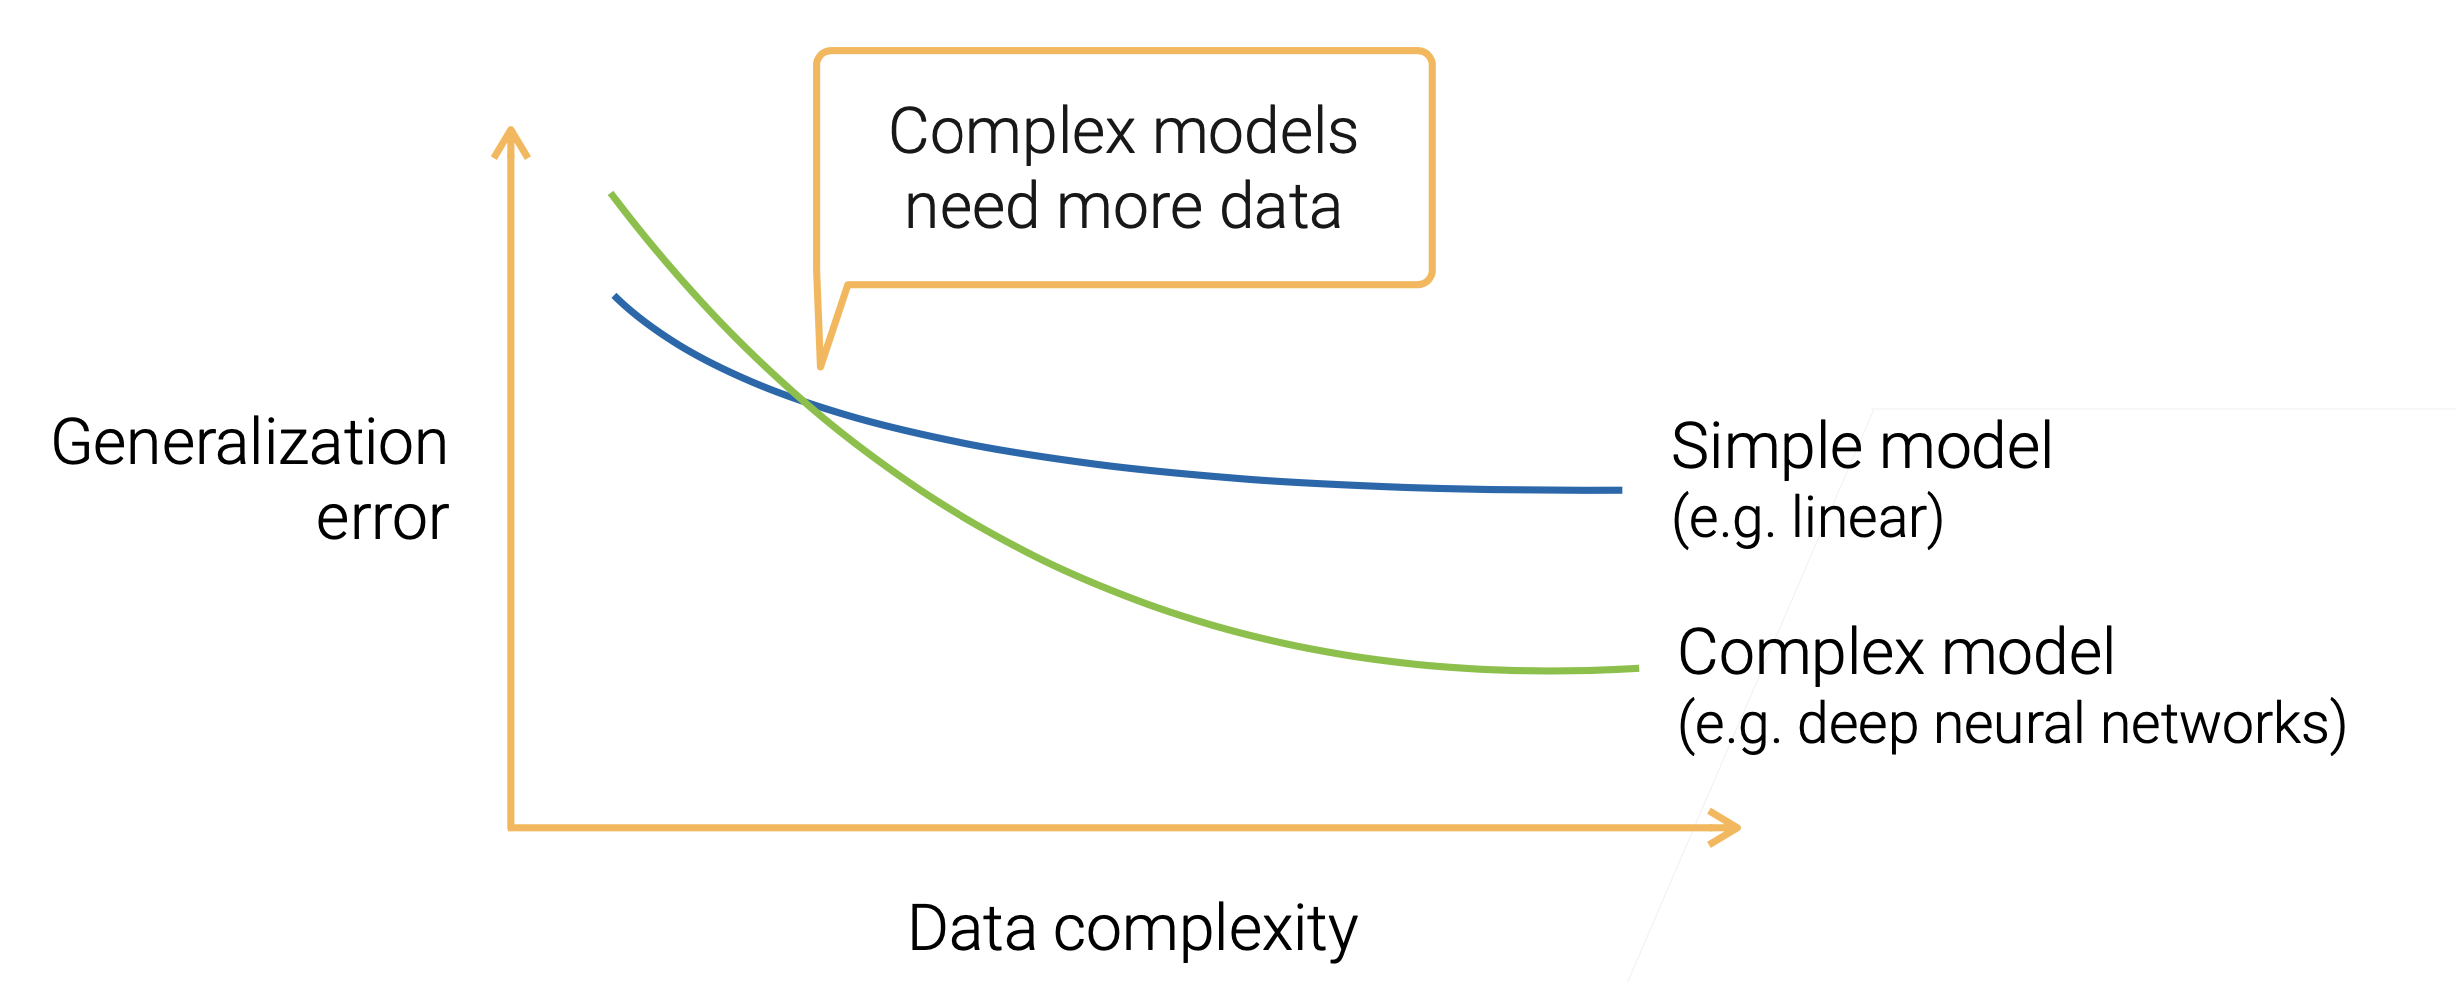 Complex models
need more data
Generalization
error
Simple model
(e.g. linear)
Complex model
(e.g. deep neural networks)
Data complexity